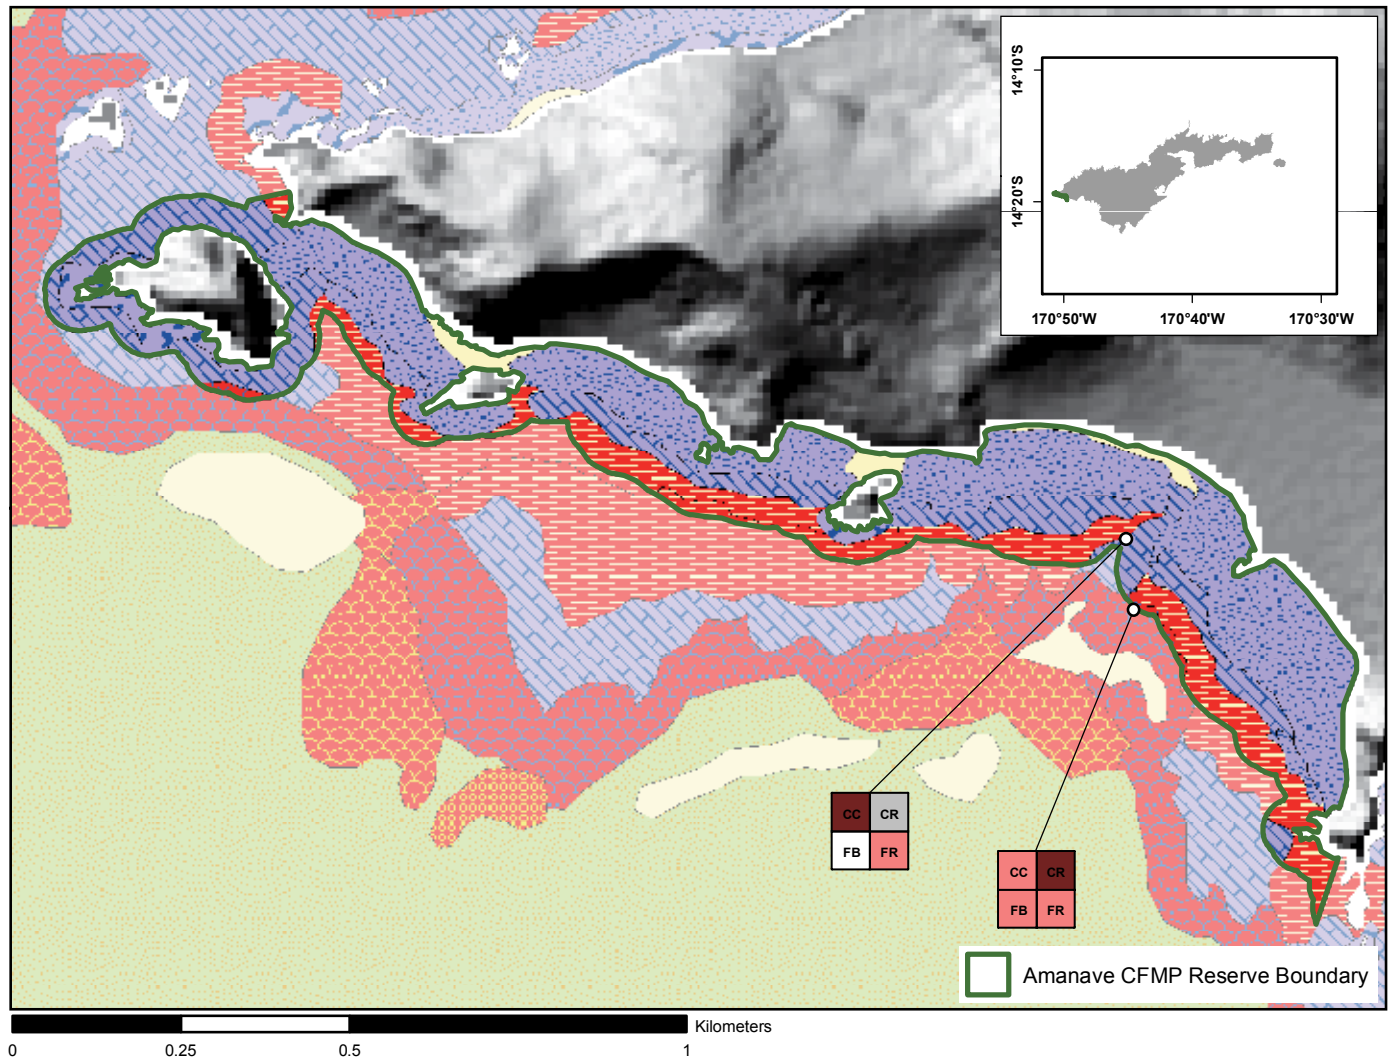 14°10'S
14°20'S
170°50'W 170°40'W 170°30'W
CC CR
FB FR
CC CR
FB FR
Amanave CFMP Reserve Boundary
Kilometers
0 0.25 0.5 1